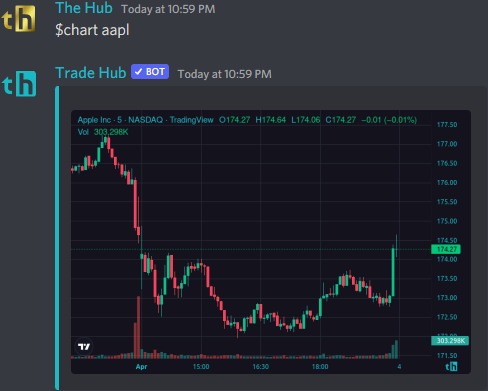 The Hub Today at 10:59 PM
$chart aapl
Trade Hub ✓ BOT Today at 10:59 PM
Apple Inc · 5 · NASDAQ · TradingView O174.27 H174.64 L174.06 C174.27 −0.01 (−0.01%)
Vol 303.298K
177.50
177.00
176.50
176.00
175.50
175.00
174.50
174.27
174.00
173.50
173.00
172.50
172.00
303.298K
171.50
Apr 15:00 16:30 18:00 4
th